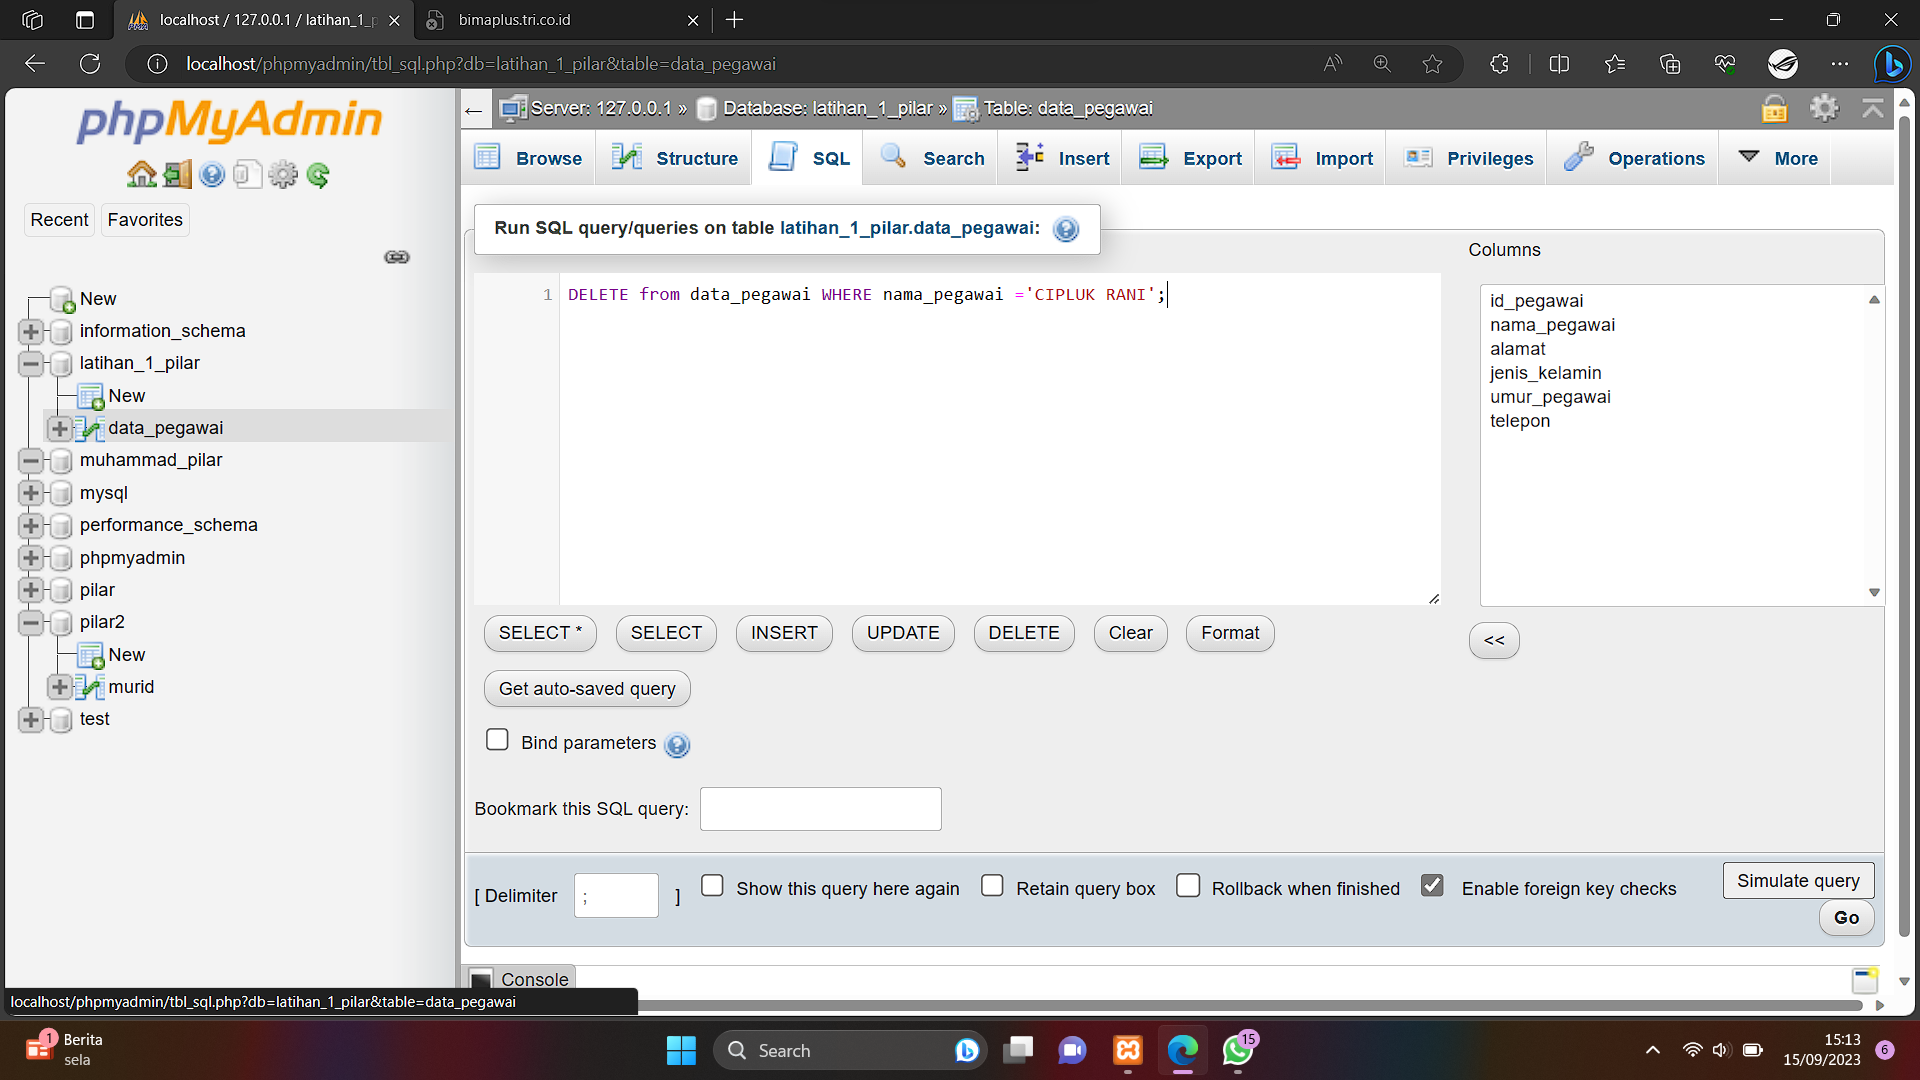 localhost / 127.0.0.1 / latihan_1_p
bimaplus.tri.co.id
localhost/phpmyadmin/tbl_sql.php?db=latihan_1_pilar&table=data_pegawai
phpMyAdmin
Recent
Favorites
New
information_schema
latihan_1_pilar
New
data_pegawai
muhammad_pilar
mysql
performance_schema
phpmyadmin
pilar
pilar2
New
murid
test
Server: 127.0.0.1 » Database: latihan_1_pilar » Table: data_pegawai
Browse
Structure
SQL
Search
Insert
Export
Import
Privileges
Operations
More
Run SQL query/queries on table latihan_1_pilar.data_pegawai:
1 DELETE from data_pegawai WHERE nama_pegawai ='CIPLUK RANI';
Columns
id_pegawai
nama_pegawai
alamat
jenis_kelamin
umur_pegawai
telepon
SELECT *
SELECT
INSERT
UPDATE
DELETE
Clear
Format
<<
Get auto-saved query
Bind parameters
Bookmark this SQL query:
[ Delimiter ; ]
Show this query here again
Retain query box
Rollback when finished
Enable foreign key checks
Simulate query
Go
Console
localhost/phpmyadmin/tbl_sql.php?db=latihan_1_pilar&table=data_pegawai
1
Berita
sela
Search
15
15:13
15/09/2023
6